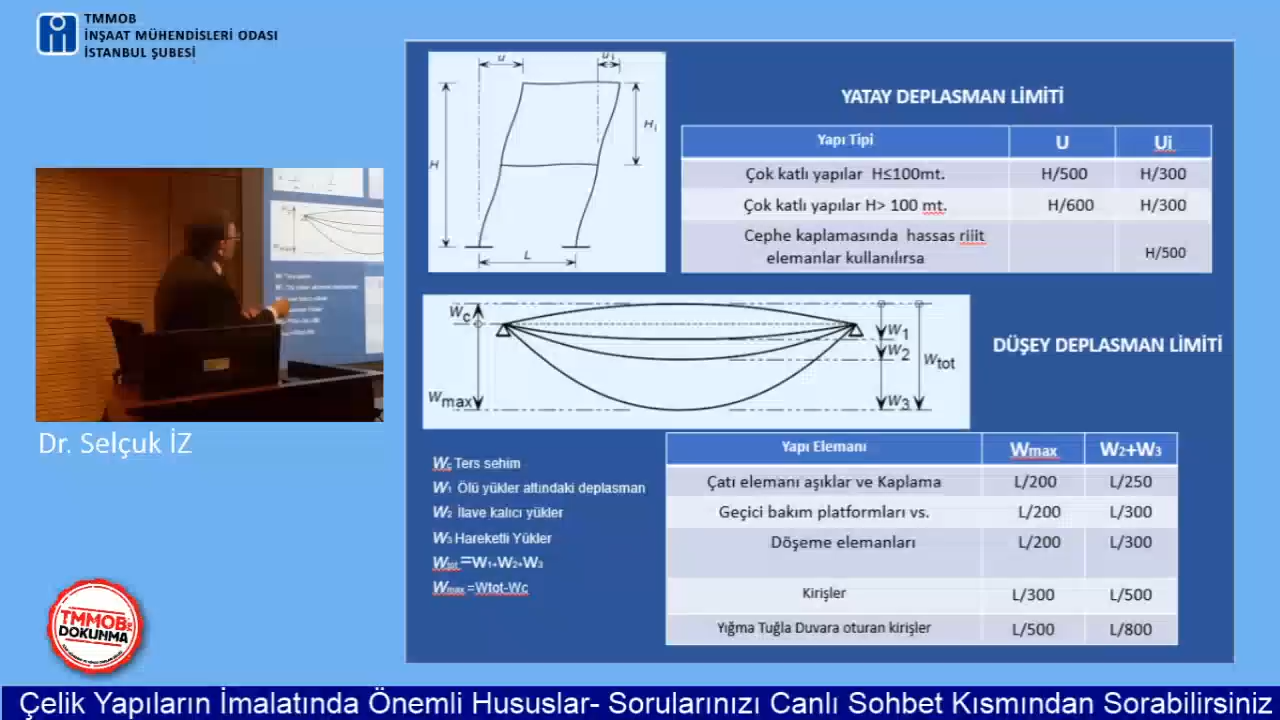 TMMOB
İNŞAAT MÜHENDİSLERİ ODASI
İSTANBUL ŞUBESİ
u
ui
H
Hi
L
YATAY DEPLASMAN LİMİTİ
Yapı Tipi U Ui
Çok katlı yapılar H≤100mt. H/500 H/300
Çok katlı yapılar H> 100 mt. H/600 H/300
Cephe kaplamasında hassas riiit
elemanlar kullanılırsa H/500
Wc
Wmax
W1
W2
W3
Wtot
DÜŞEY DEPLASMAN LİMİTİ
Wc Ters sehim
W1 Ölü yükler altındaki deplasman
W2 İlave kalıcı yükler
W3 Hareketli Yükler
Wtot=W1+W2+W3
Wmax =Wtot-Wc
Yapı Elemanı Wmax W2+W3
Çatı elemanı aşıklar ve Kaplama L/200 L/250
Geçici bakım platformları vs. L/200 L/300
Döşeme elemanları L/200 L/300
Kirişler L/300 L/500
Yığma Tuğla Duvara oturan kirişler L/500 L/800
Dr. Selçuk İZ
TMMOB'ye
DOKUNMA
Çelik Yapıların İmalatında Önemli Hususlar- Sorularınızı Canlı Sohbet Kısmından Sorabilirsiniz